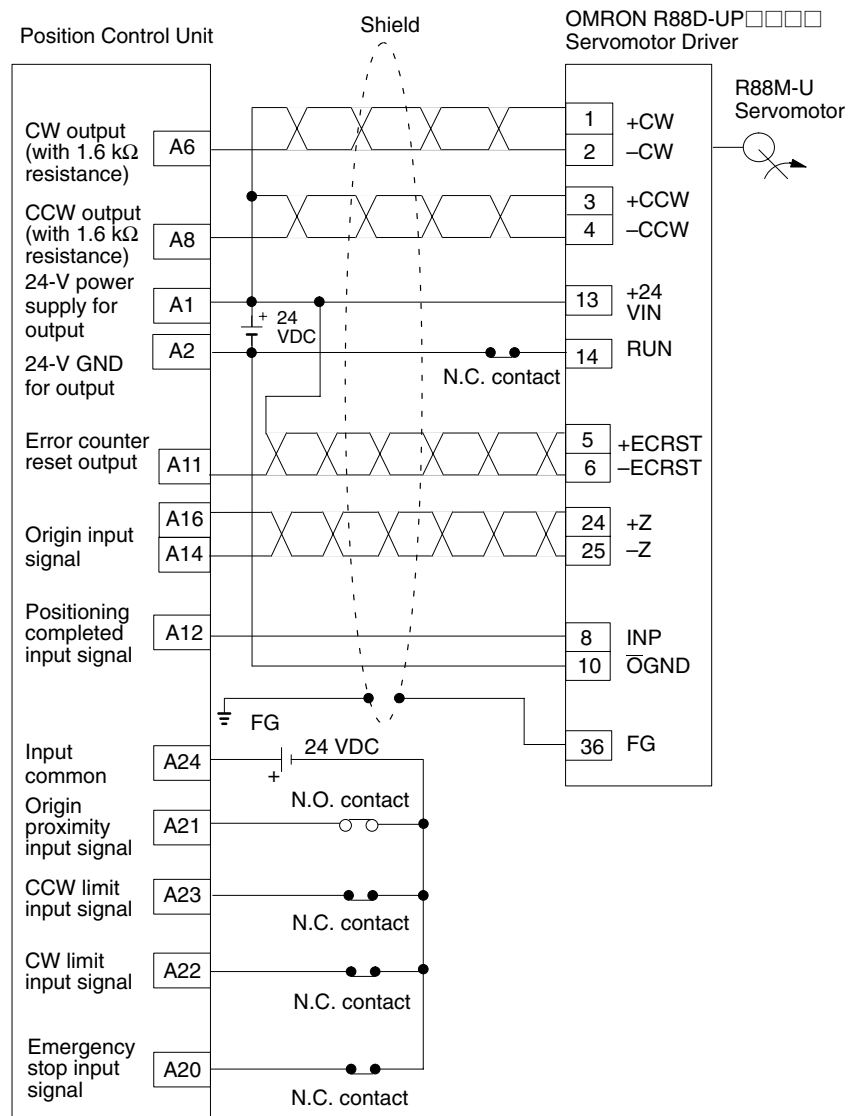 Position Control Unit
Shield
OMRON R88D-UP□□□□
Servomotor Driver
R88M-U
Servomotor
CW output
(with 1.6 kΩ
resistance)
A6
1
+CW
2
–CW
CCW output
(with 1.6 kΩ
resistance)
A8
3
+CCW
4
–CCW
24-V power
supply for
output
A1
+ 24
VDC
13
+24
VIN
24-V GND
for output
A2
N.C. contact
14
RUN
Error counter
reset output
A11
5
+ECRST
6
–ECRST
Origin input
signal
A16
A14
24
+Z
25
–Z
Positioning
completed
input signal
A12
8
INP
10
O̅GND
FG
36
FG
Input
common
A24
+
24 VDC
Origin
proximity
input signal
A21
N.O. contact
CCW limit
input signal
A23
N.C. contact
CW limit
input signal
A22
N.C. contact
Emergency
stop input
signal
A20
N.C. contact